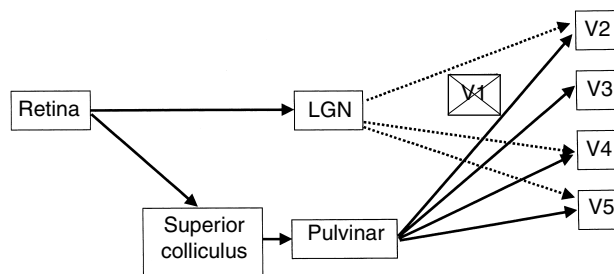 V2
V1
V3
Retina
LGN
V4
V5
Superior
colliculus
Pulvinar